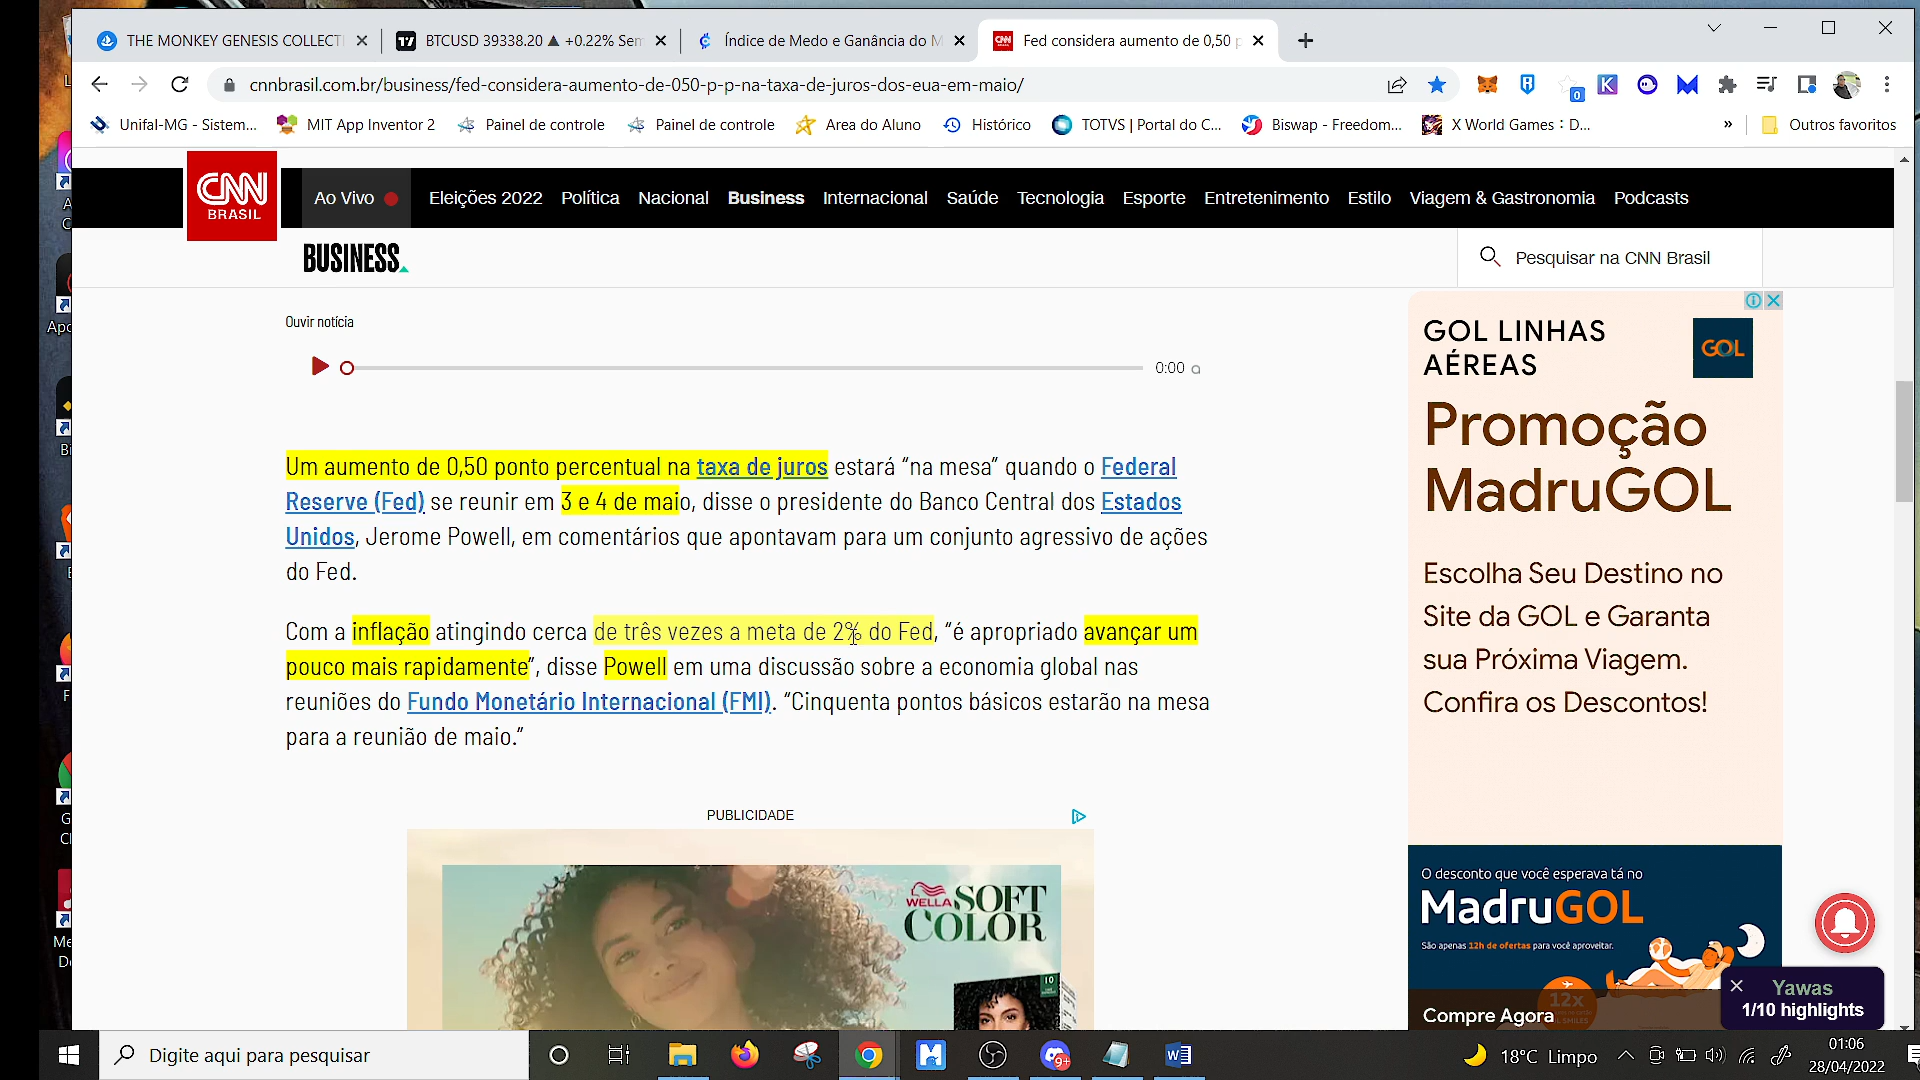 THE MONKEY GENESIS COLLECT
BTCUSD 39338.20 ▲ +0.22% Sem
Índice de Medo e Ganância do M
Fed considera aumento de 0,50 p
cnnbrasil.com.br/business/fed-considera-aumento-de-050-p-p-na-taxa-de-juros-dos-eua-em-maio/
0
Unifal-MG - Sistem...
MIT App Inventor 2
Painel de controle
Painel de controle
Area do Aluno
Histórico
TOTVS | Portal do C...
Biswap - Freedom...
X World Games : D...
»
Outros favoritos
CNN
BRASIL
Ao Vivo
Eleições 2022
Política
Nacional
Business
Internacional
Saúde
Tecnologia
Esporte
Entretenimento
Estilo
Viagem & Gastronomia
Podcasts
BUSINESS
Pesquisar na CNN Brasil
Ouvir notícia
0:00
Um aumento de 0,50 ponto percentual na taxa de juros estará “na mesa” quando o Federal
Reserve (Fed) se reunir em 3 e 4 de maio, disse o presidente do Banco Central dos Estados
Unidos, Jerome Powell, em comentários que apontavam para um conjunto agressivo de ações
do Fed.
Com a inflação atingindo cerca de três vezes a meta de 2% do Fed, “é apropriado avançar um
pouco mais rapidamente”, disse Powell em uma discussão sobre a economia global nas
reuniões do Fundo Monetário Internacional (FMI). “Cinquenta pontos básicos estarão na mesa
para a reunião de maio.”
PUBLICIDADE
WELLA SOFT
COLOR
10
GOL LINHAS
AÉREAS
GOL
Promoção
MadruGOL
Escolha Seu Destino no
Site da GOL e Garanta
sua Próxima Viagem.
Confira os Descontos!
O desconto que você esperava tá no
MadruGOL
São apenas 12h de ofertas para você aproveitar.
12x
Compre Agora
Yawas
1/10 highlights
Digite aqui para pesquisar
9+
18°C Limpo
01:06
28/04/2022